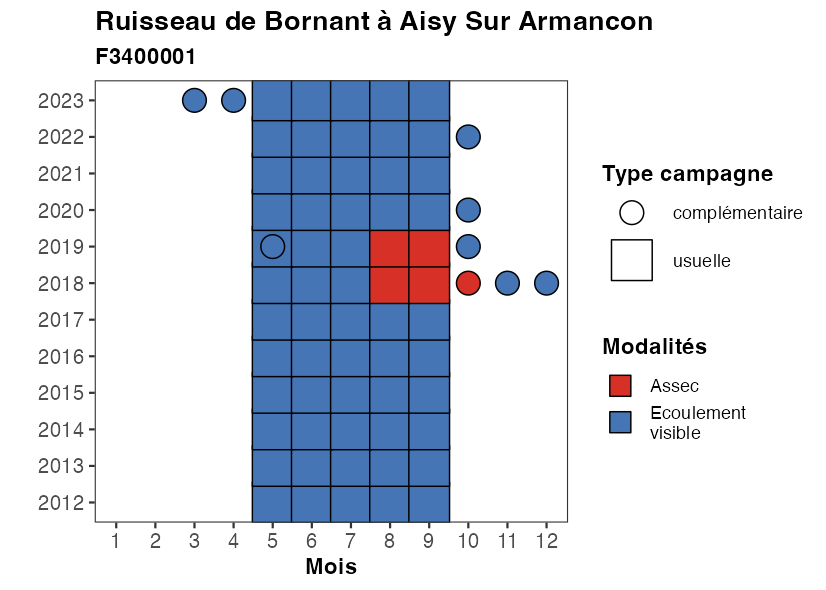 Ruisseau de Bornant à Aisy Sur Armancon
F3400001
2023
2022
2021
2020
2019
2018
2017
2016
2015
2014
2013
2012
1 2 3 4 5 6 7 8 9 10 11 12
Mois
Type campagne
complémentaire
usuelle
Modalités
Assec
Ecoulement
visible